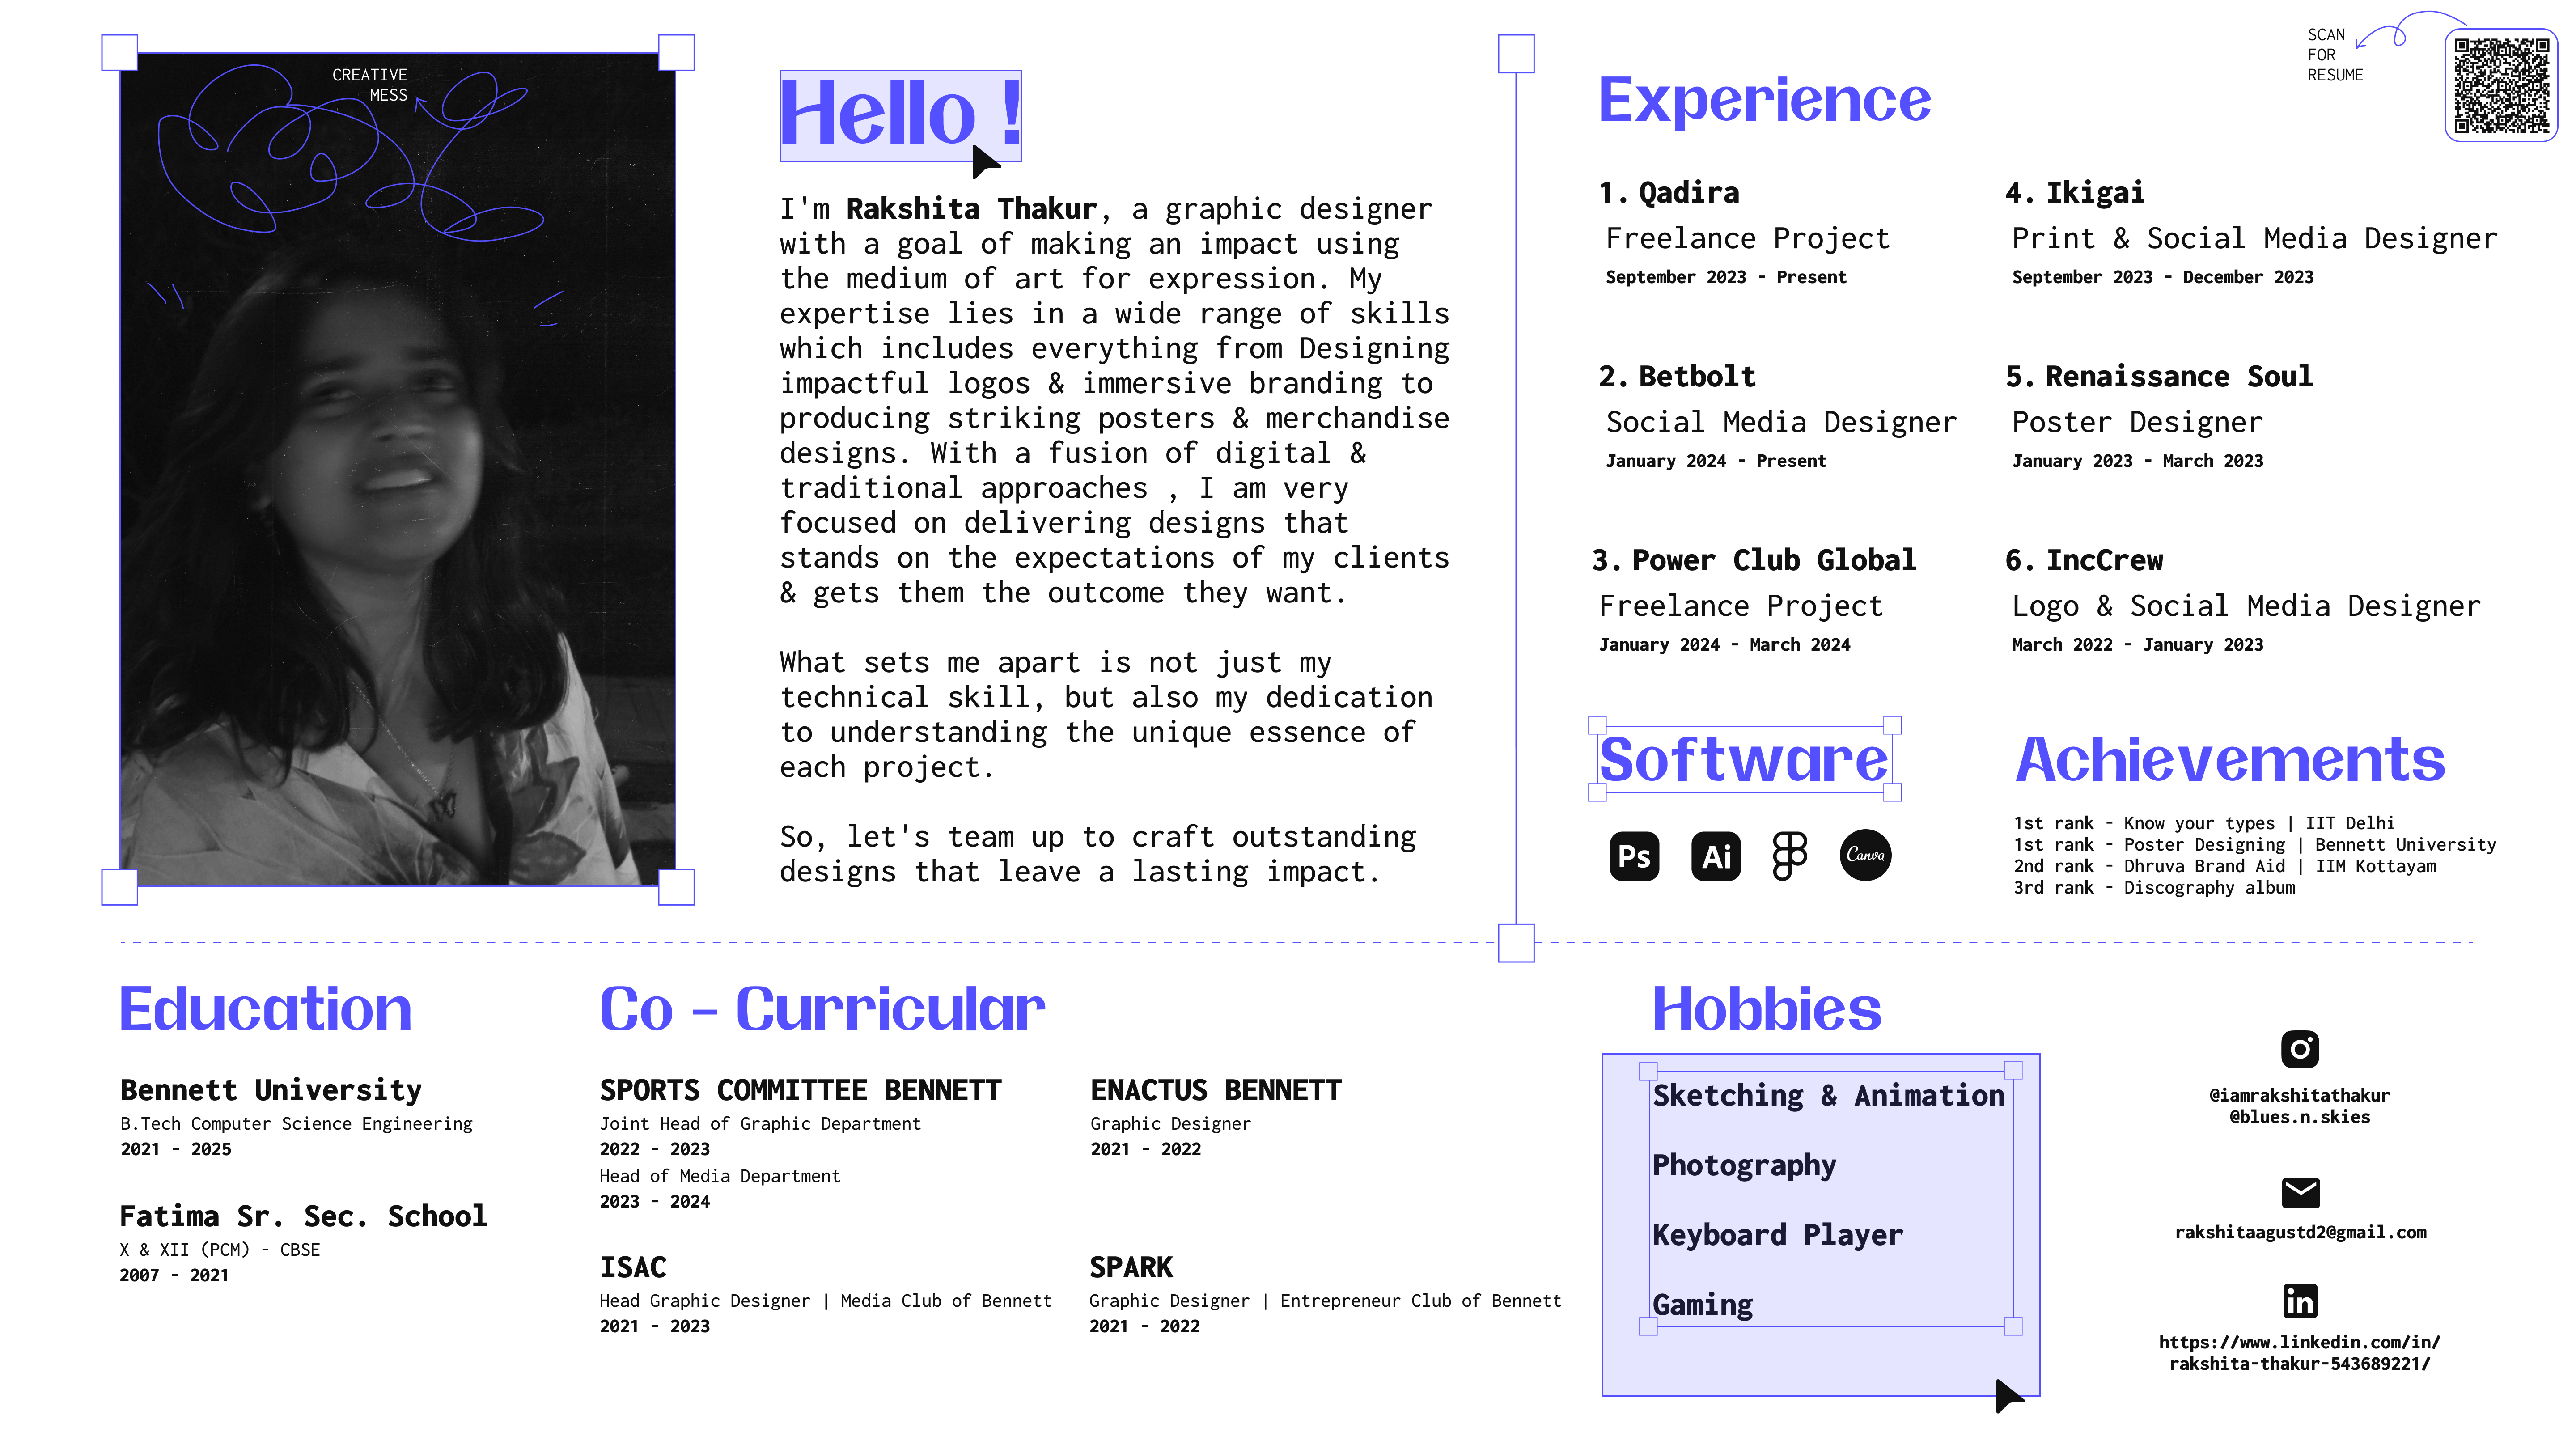 CREATIVE
MESS
Hello !
I'm Rakshita Thakur, a graphic designer
with a goal of making an impact using
the medium of art for expression. My
expertise lies in a wide range of skills
which includes everything from Designing
impactful logos & immersive branding to
producing striking posters & merchandise
designs. With a fusion of digital &
traditional approaches , I am very
focused on delivering designs that
stands on the expectations of my clients
& gets them the outcome they want.
What sets me apart is not just my
technical skill, but also my dedication
to understanding the unique essence of
each project.
So, let's team up to craft outstanding
designs that leave a lasting impact.
Experience
SCAN
FOR
RESUME
1. Qadira
Freelance Project
September 2023 - Present
2. Betbolt
Social Media Designer
January 2024 - Present
3. Power Club Global
Freelance Project
January 2024 - March 2024
4. Ikigai
Print & Social Media Designer
September 2023 - December 2023
5. Renaissance Soul
Poster Designer
January 2023 - March 2023
6. IncCrew
Logo & Social Media Designer
March 2022 - January 2023
Software
Ps
Ai
Canva
Achievements
1st rank - Know your types | IIT Delhi
1st rank - Poster Designing | Bennett University
2nd rank - Dhruva Brand Aid | IIM Kottayam
3rd rank - Discography album
Education
Bennett University
B.Tech Computer Science Engineering
2021 - 2025
Fatima Sr. Sec. School
X & XII (PCM) - CBSE
2007 - 2021
Co - Curricular
SPORTS COMMITTEE BENNETT
Joint Head of Graphic Department
2022 - 2023
Head of Media Department
2023 - 2024
ENACTUS BENNETT
Graphic Designer
2021 - 2022
ISAC
Head Graphic Designer | Media Club of Bennett
2021 - 2023
SPARK
Graphic Designer | Entrepreneur Club of Bennett
2021 - 2022
Hobbies
Sketching & Animation
Photography
Keyboard Player
Gaming
@iamrakshitathakur
@blues.n.skies
rakshitaagustd2@gmail.com
in
https://www.linkedin.com/in/
rakshita-thakur-543689221/